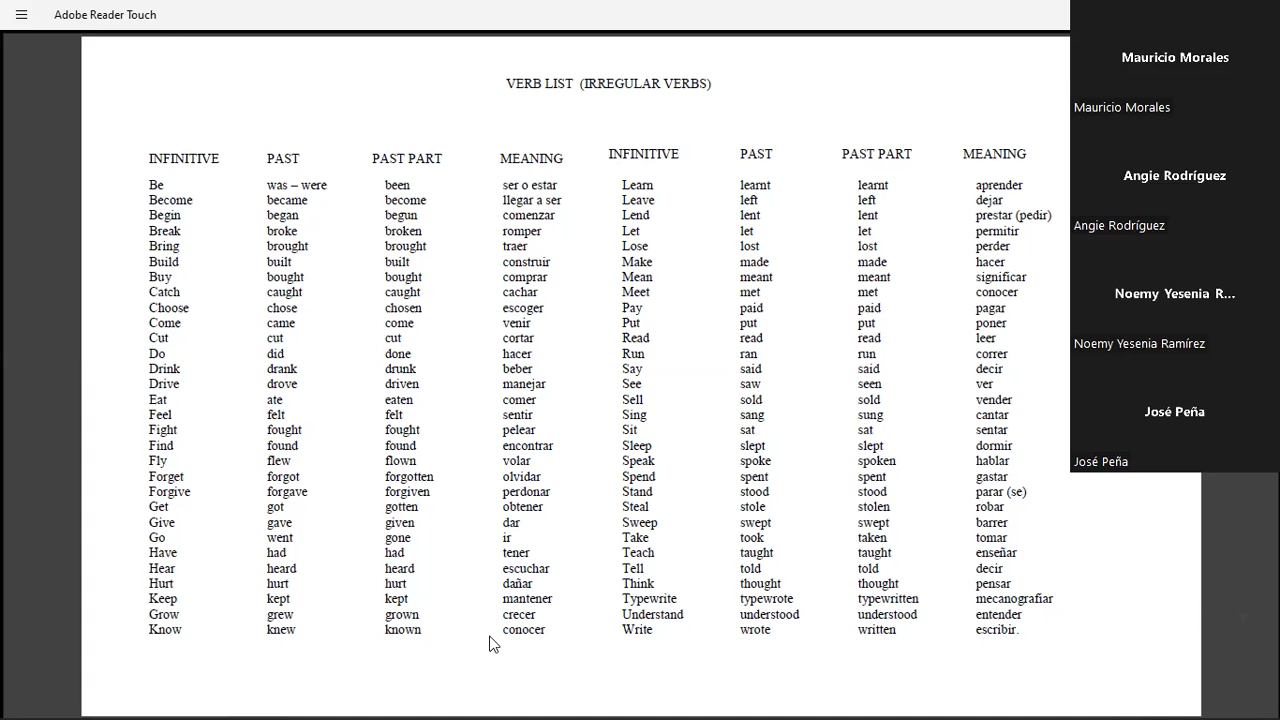 Adobe Reader Touch
VERB LIST (IRREGULAR VERBS)
INFINITIVE PAST PAST PART MEANING
Be was – were been ser o estar
Become became become llegar a ser
Begin began begun comenzar
Break broke broken romper
Bring brought brought traer
Build built built construir
Buy bought bought comprar
Catch caught caught cachar
Choose chose chosen escoger
Come came come venir
Cut cut cut cortar
Do did done hacer
Drink drank drunk beber
Drive drove driven manejar
Eat ate eaten comer
Feel felt felt sentir
Fight fought fought pelear
Find found found encontrar
Fly flew flown volar
Forget forgot forgotten olvidar
Forgive forgave forgiven perdonar
Get got gotten obtener
Give gave given dar
Go went gone ir
Have had had tener
Hear heard heard escuchar
Hurt hurt hurt dañar
Keep kept kept mantener
Grow grew grown crecer
Know knew known conocer
INFINITIVE PAST PAST PART MEANING
Learn learnt learnt aprender
Leave left left dejar
Lend lent lent prestar (pedir)
Let let let permitir
Lose lost lost perder
Make made made hacer
Mean meant meant significar
Meet met met conocer
Pay paid paid pagar
Put put put poner
Read read read leer
Run ran run correr
Say said said decir
See saw seen ver
Sell sold sold vender
Sing sang sung cantar
Sit sat sat sentar
Sleep slept slept dormir
Speak spoke spoken hablar
Spend spent spent gastar
Stand stood stood parar (se)
Steal stole stolen robar
Sweep swept swept barrer
Take took taken tomar
Teach taught taught enseñar
Tell told told decir
Think thought thought pensar
Typewrite typewrote typewritten mecanografiar
Understand understood understood entender
Write wrote written escribir.
Mauricio Morales
Mauricio Morales
Angie Rodríguez
Angie Rodríguez
Noemy Yesenia R...
Noemy Yesenia Ramírez
José Peña
José Peña